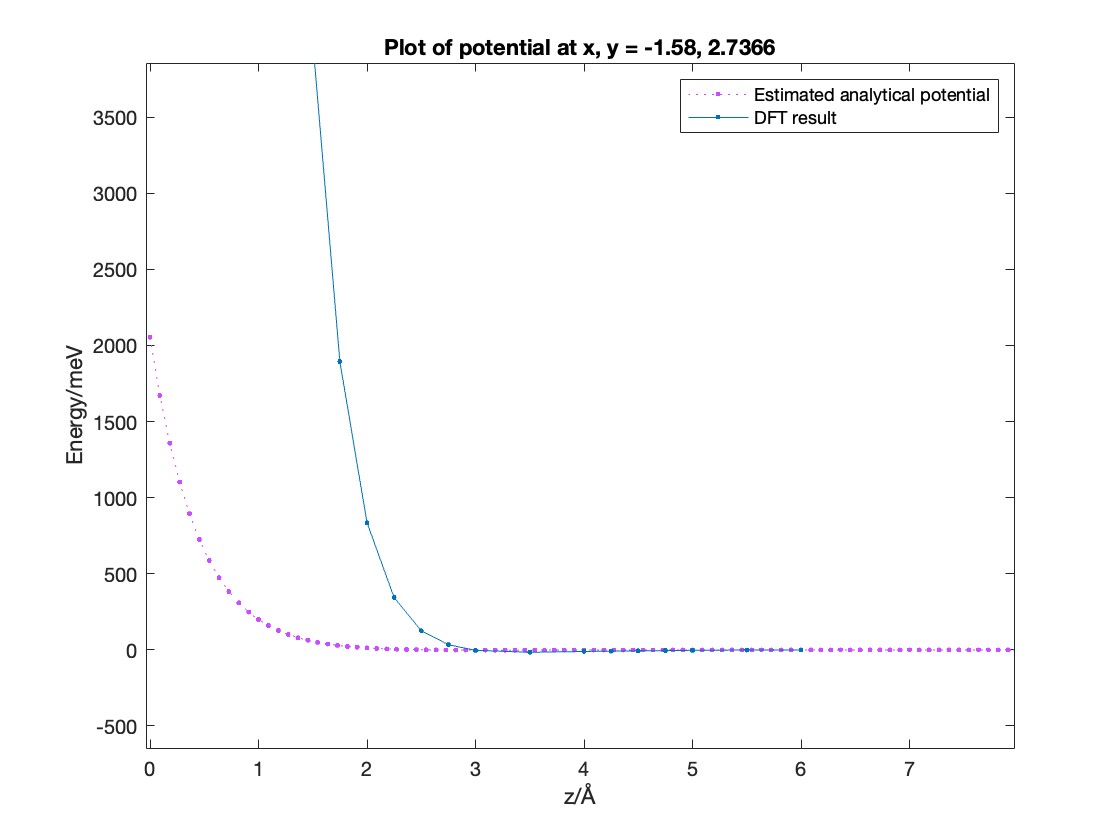 Plot of potential at x, y = -1.58, 2.7366
Estimated analytical potential
DFT result
Energy/meV
3500
3000
2500
2000
1500
1000
500
0
-500
0 1 2 3 4 5 6 7
z/Å